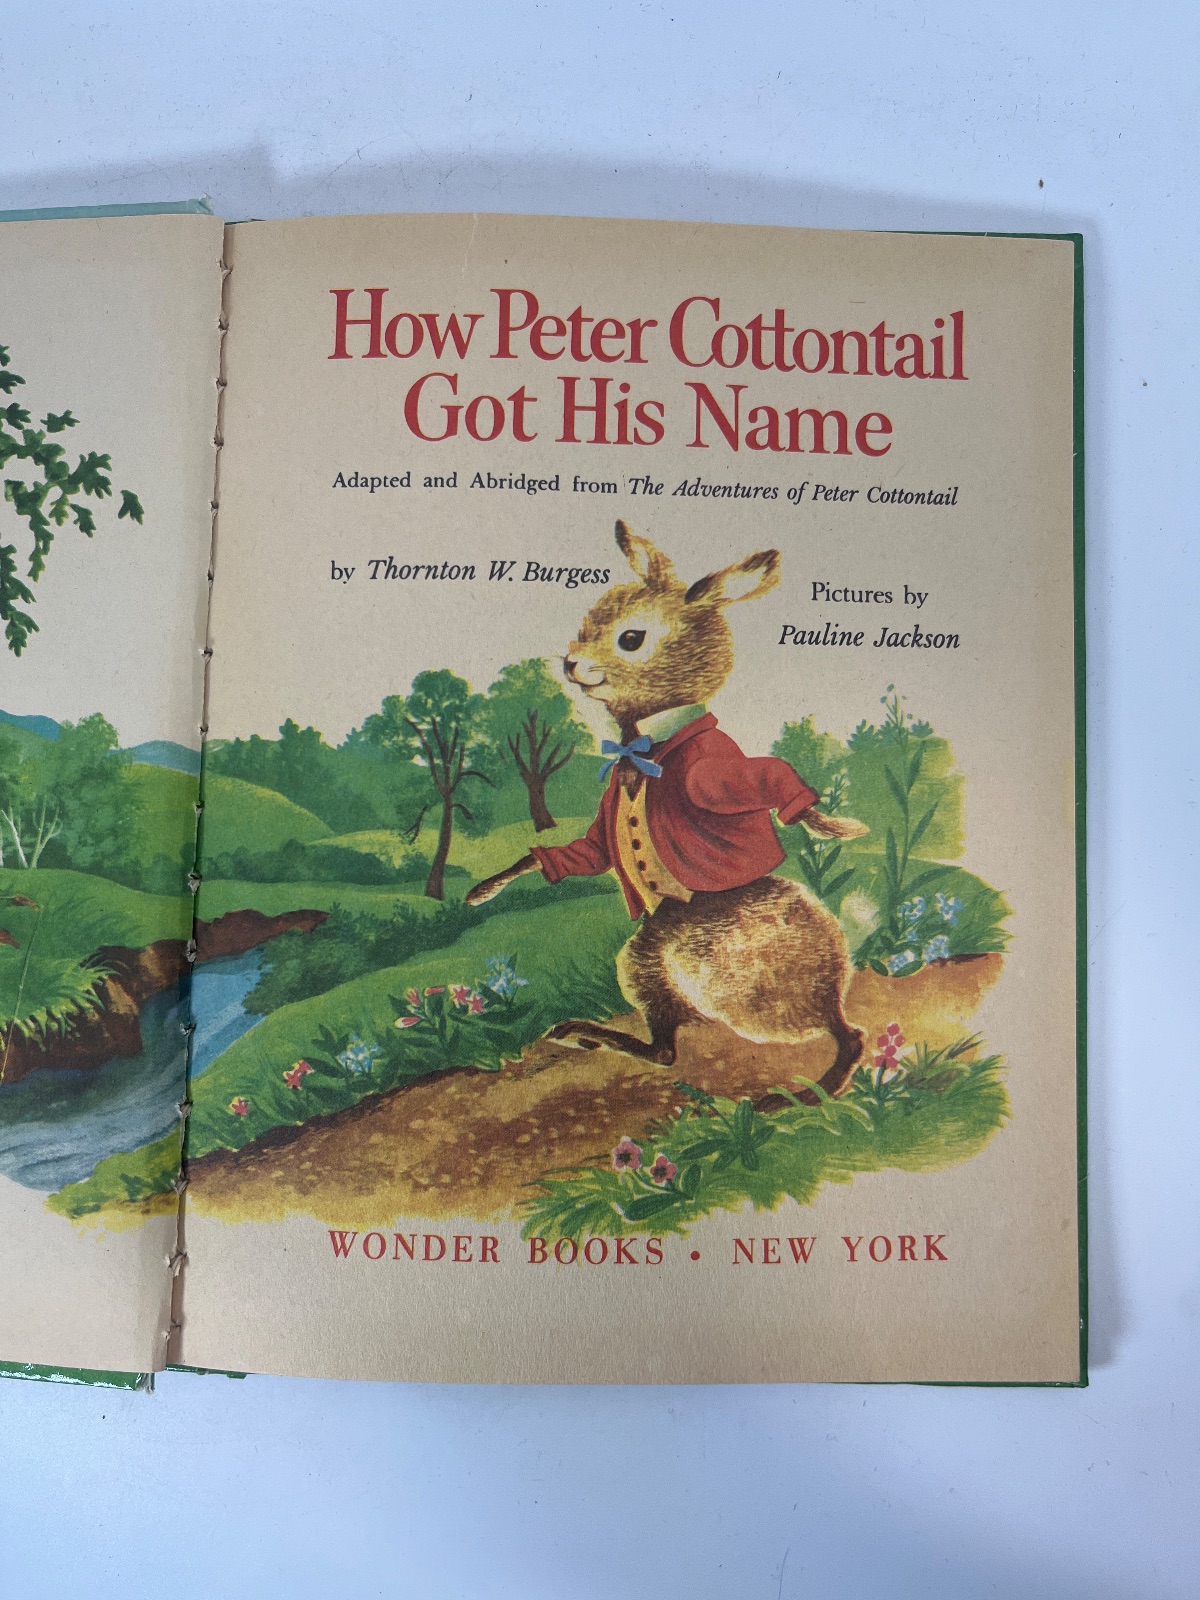 How Peter Cottontail
Got His Name
Adapted and Abridged from The Adventures of Peter Cottontail
by Thornton W. Burgess
Pictures by
Pauline Jackson
WONDER BOOKS • NEW YORK